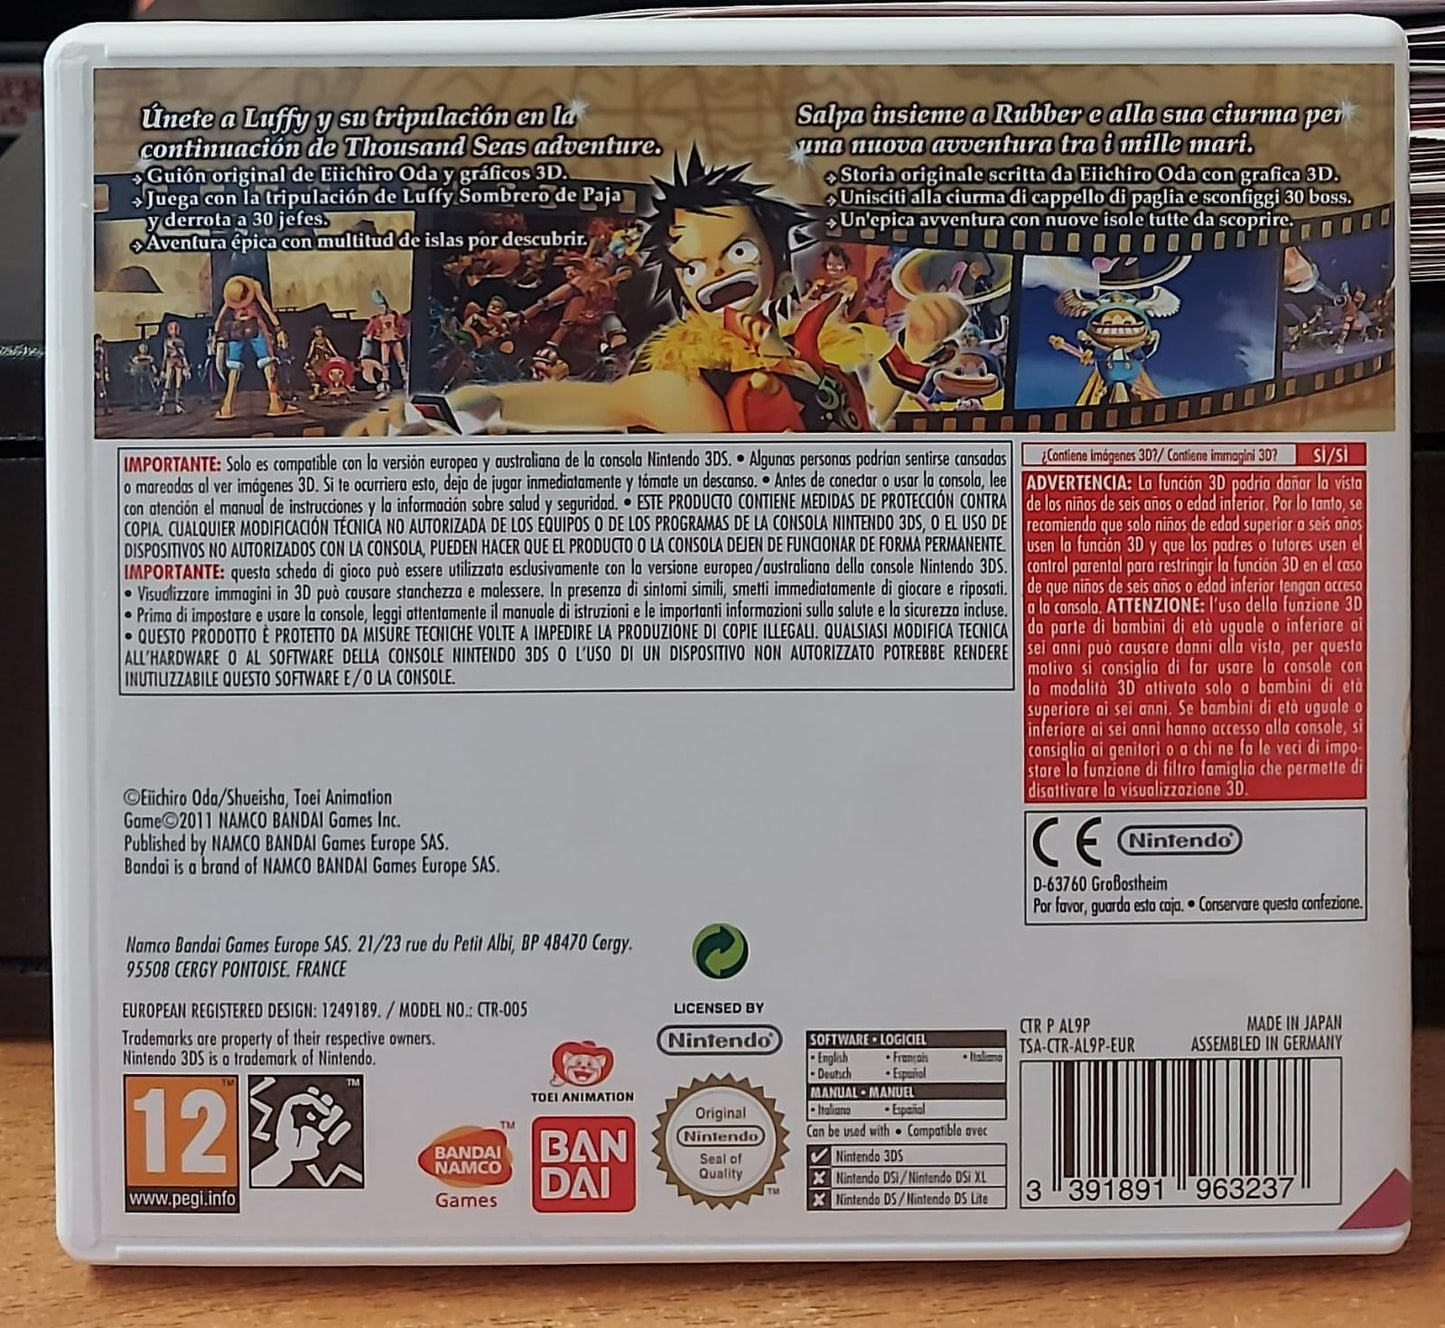 Únete a Luffy y su tripulación en la
continuación de Thousand Seas adventure.
Guión original de Eiichiro Oda y gráficos 3D.
Juega con la tripulación de Luffy Sombrero de Paja
y derrota a 30 jefes.
Aventura épica con multitud de islas por descubrir.
Salpa insieme a Rubber e alla sua ciurma per
una nuova avventura tra i mille mari.
Storia originale scritta da Eiichiro Oda con grafica 3D.
Unisciti alla ciurma di cappello di paglia e sconfiggi 30 boss.
Un'epica avventura con nuove isole tutte da scoprire.
IMPORTANTE: Solo es compatible con la versión europea y australiana de la consola Nintendo 3DS. • Algunas personas podrían sentirse cansadas
o mareadas al ver imágenes 3D. Si te ocurriera esto, deja de jugar inmediatamente y tómate un descanso. • Antes de conectar o usar la consola, lee
con atención el manual de instrucciones y la información sobre salud y seguridad. • ESTE PRODUCTO CONTIENE MEDIDAS DE PROTECCIÓN CONTRA
COPIA. CUALQUIER MODIFICACIÓN TÉCNICA NO AUTORIZADA DE LOS EQUIPOS O DE LOS PROGRAMAS DE LA CONSOLA NINTENDO 3DS, O EL USO DE
DISPOSITIVOS NO AUTORIZADOS CON LA CONSOLA, PUEDEN HACER QUE EL PRODUCTO O LA CONSOLA DEJEN DE FUNCIONAR DE FORMA PERMANENTE.
IMPORTANTE: questa scheda di gioco può essere utilizzata esclusivamente con la versione europea/australiana della console Nintendo 3DS.
• Visualizzare immagini in 3D può causare stanchezza e malessere. In presenza di sintomi simili, smetti immediatamente di giocare e riposati.
• Prima di impostare e usare la console, leggi attentamente il manuale di istruzioni e le importanti informazioni sulla salute e la sicurezza incluse.
• QUESTO PRODOTTO È PROTETTO DA MISURE TECNICHE VOLTE A IMPEDIRE LA PRODUZIONE DI COPIE ILLEGALI. QUALSIASI MODIFICA TECNICA
ALL'HARDWARE O AL SOFTWARE DELLA CONSOLE NINTENDO 3DS O L'USO DI UN DISPOSITIVO NON AUTORIZZATO POTREBBE RENDERE
INUTILIZZABILE QUESTO SOFTWARE E/O LA CONSOLE.
¿Contiene imágenes 3D?/ Contiene immagini 3D? SÍ/SÌ
ADVERTENCIA: La función 3D podría dañar la vista
de los niños de seis años o edad inferior. Por lo tanto, se
recomienda que solo niños de edad superior a seis años
usen la función 3D y que los padres o tutores usen el
control parental para restringir la función 3D en el caso
de que niños de seis años o edad inferior tengan acceso
a la consola. ATTENZIONE: l'uso della funzione 3D
da parte di bambini di età uguale o inferiore ai
sei anni può causare danni alla vista, per questo
motivo si consiglia di far usare la console con
la modalità 3D attivata solo a bambini di età
superiore ai sei anni. Se bambini di età uguale o
inferiore ai sei anni hanno accesso alla console, si
consiglia ai genitori o a chi ne fa le veci di impo-
stare la funzione di filtro famiglia che permette di
disattivare la visualizzazione 3D.
©Eiichiro Oda/Shueisha, Toei Animation
Game©2011 NAMCO BANDAI Games Inc.
Published by NAMCO BANDAI Games Europe SAS.
Bandai is a brand of NAMCO BANDAI Games Europe SAS.
CE Nintendo®
D-63760 Großostheim
Por favor, guarda esta caja. • Conservare questa confezione.
Namco Bandai Games Europe SAS. 21/23 rue du Petit Albi, BP 48470 Cergy.
95508 CERGY PONTOISE. FRANCE
EUROPEAN REGISTERED DESIGN: 1249189. / MODEL NO.: CTR-005
Trademarks are property of their respective owners.
Nintendo 3DS is a trademark of Nintendo.
LICENSED BY
Nintendo®
12™
www.pegi.info
™
TOEI ANIMATION
BANDAI
NAMCO™
Games
BAN
DAI
Original
Nintendo
Seal of
Quality
™
SOFTWARE • LOGICIEL
• English • Français • Italiano
• Deutsch • Español
MANUAL • MANUEL
• Italiano • Español
Can be used with • Compatible avec
Nintendo 3DS
Nintendo DSi/Nintendo DSi XL
Nintendo DS/Nintendo DS Lite
CTR P AL9P MADE IN JAPAN
TSA-CTR-AL9P-EUR ASSEMBLED IN GERMANY
3 391891 963237